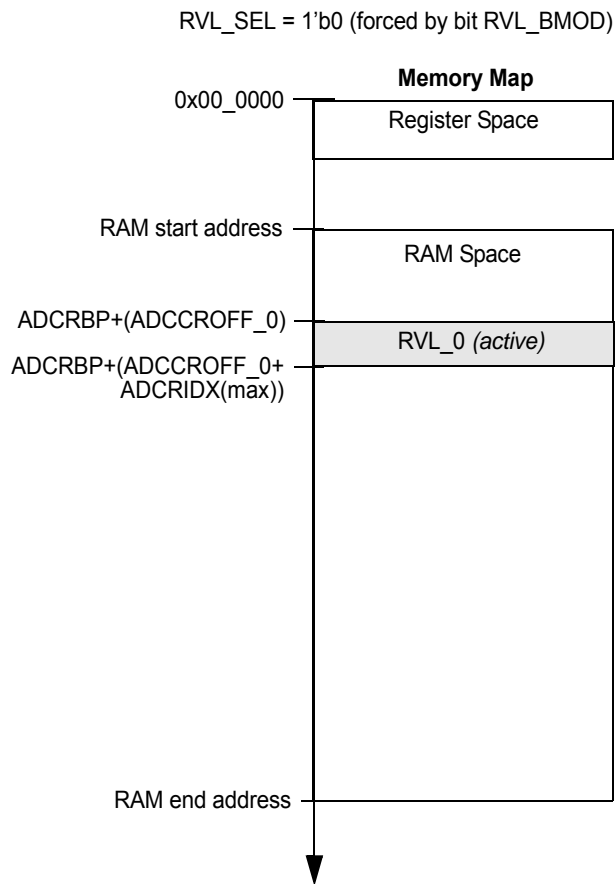 RVL_SEL = 1'b0 (forced by bit RVL_BMOD)
Memory Map
0x00_0000
Register Space
RAM start address
RAM Space
ADCRBP+(ADCCROFF_0)
RVL_0 (active)
ADCRBP+(ADCCROFF_0+
ADCRIDX(max))
RAM end address